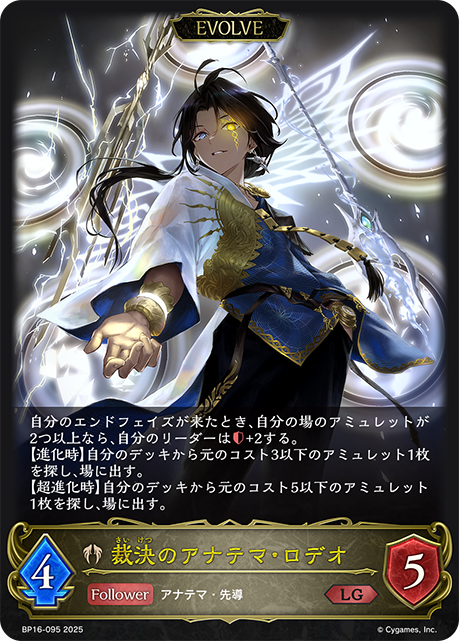 EVOLVE
自分のエンドフェイズが来たとき、自分の場のアミュレットが
2つ以上なら、自分のリーダーは+2する。
【進化時】自分のデッキから元のコスト3以下のアミュレット1枚
を探し、場に出す。
【超進化時】自分のデッキから元のコスト5以下のアミュレット
1枚を探し、場に出す。
さいけつ
裁決のアナテマ・ロデオ
4
Follower アナテマ・先導 LG
5
BP16-095 2025 © Cygames, Inc.